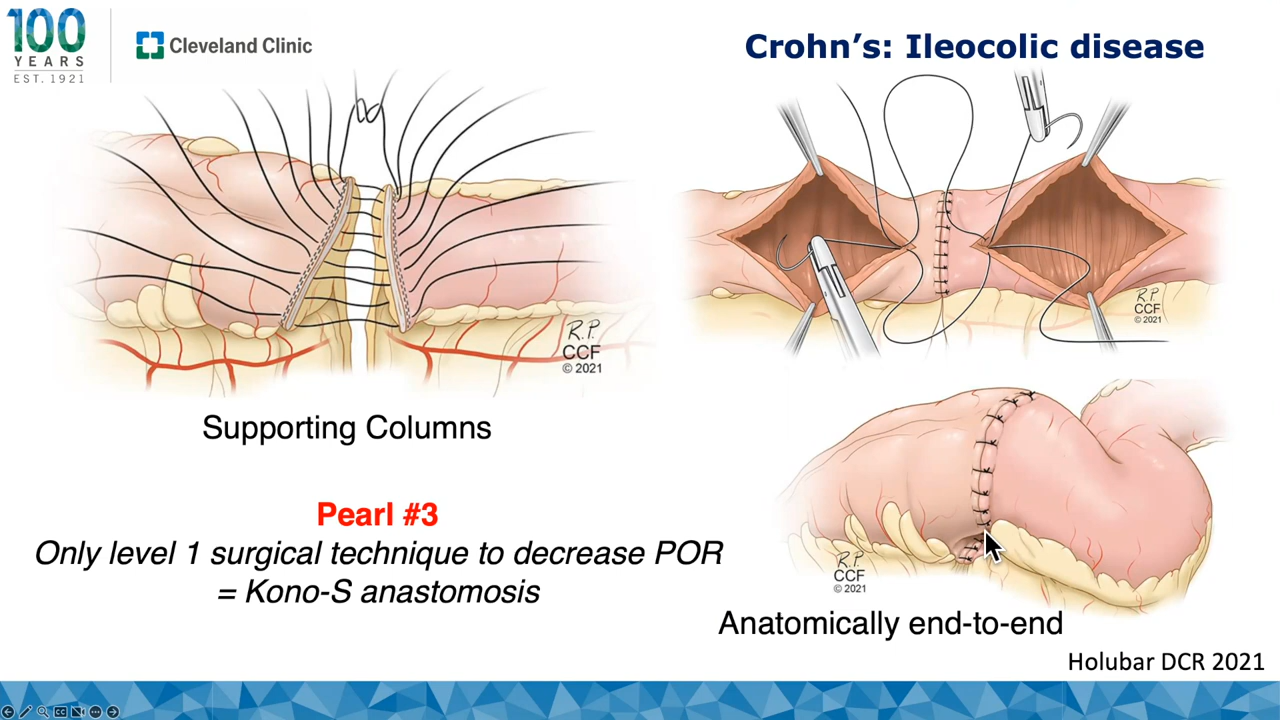 100
YEARS
EST. 1921
Cleveland Clinic
Crohn’s: Ileocolic disease
R.P.
CCF
© 2021
R.P.
CCF
© 2021
Supporting Columns
Pearl #3
Only level 1 surgical technique to decrease POR
= Kono-S anastomosis
R.P.
CCF
© 2021
Anatomically end-to-end
Holubar DCR 2021
CC